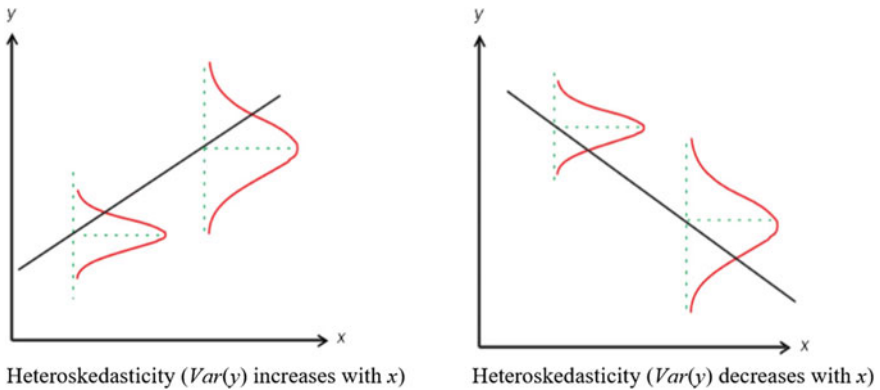 y
x
Heteroskedasticity (Var(y) increases with x)
y
x
Heteroskedasticity (Var(y) decreases with x)